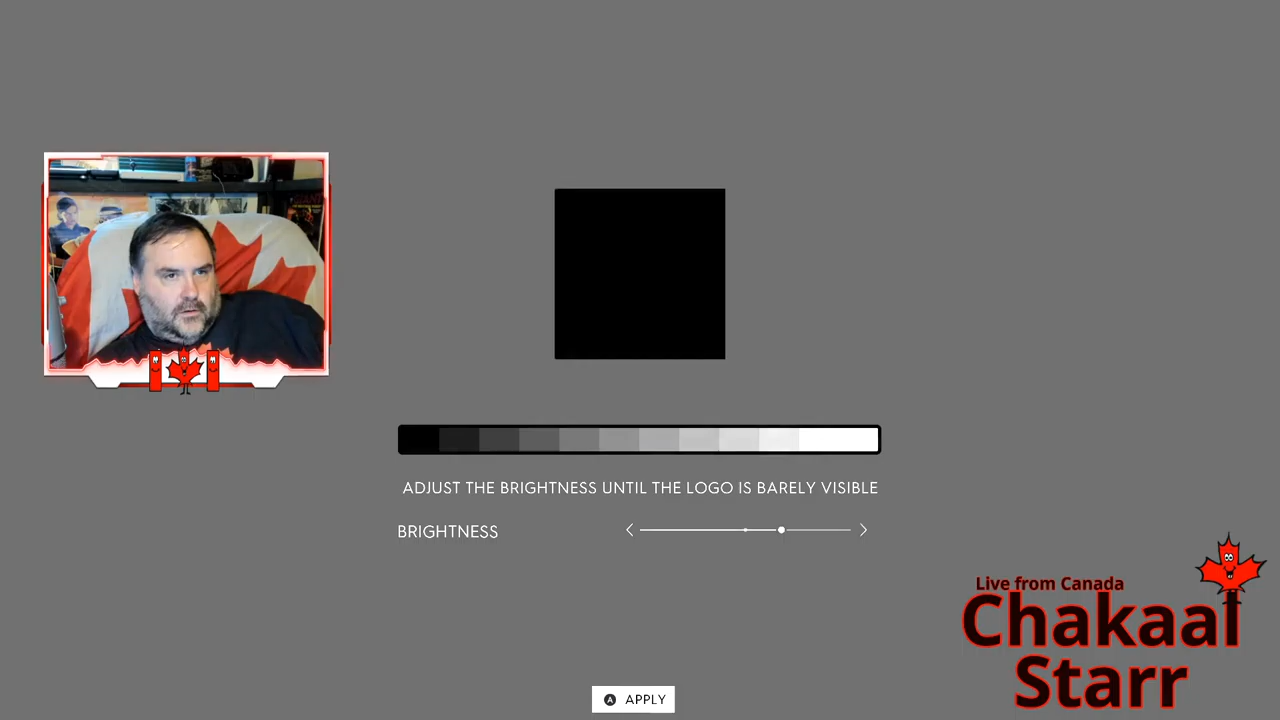 ADJUST THE BRIGHTNESS UNTIL THE LOGO IS BARELY VISIBLE
BRIGHTNESS
Live from Canada
Chakaal
Starr
A APPLY